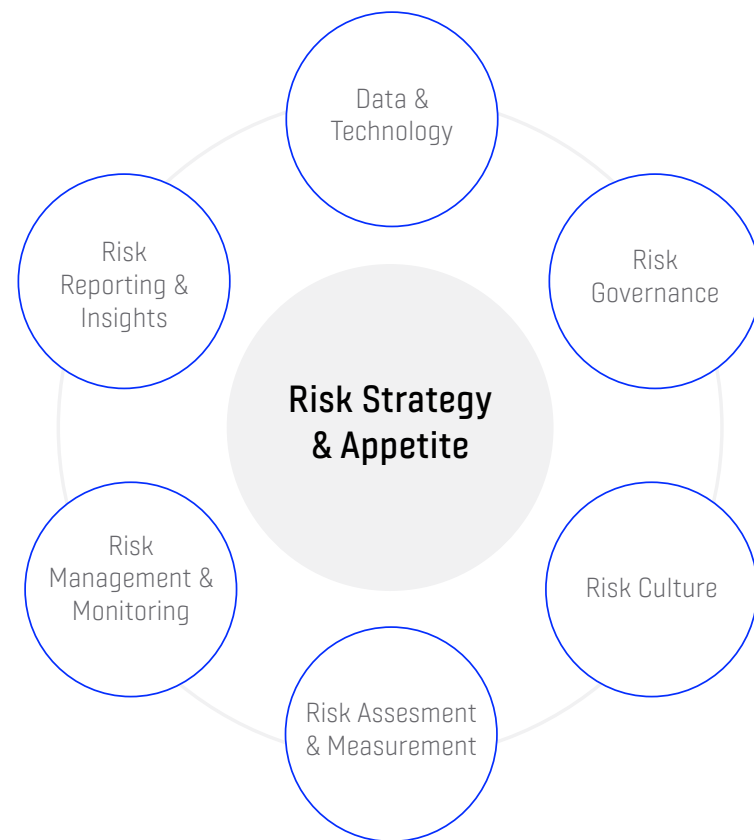 Data &
Technology
Risk
Governance
Risk Culture
Risk Assesment
& Measurement
Risk
Management &
Monitoring
Risk
Reporting &
Insights
Risk Strategy
& Appetite